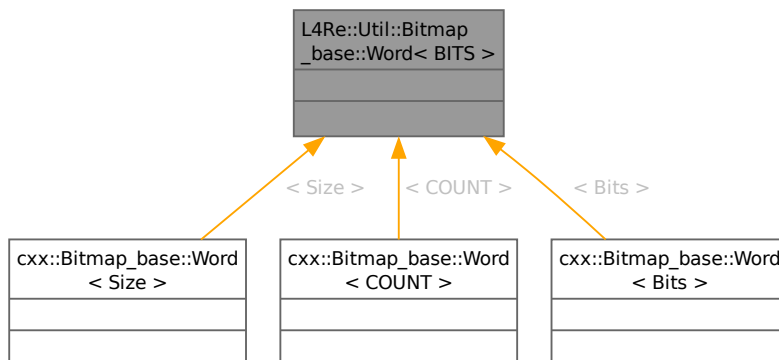 L4Re::Util::Bitmap
_base::Word< BITS >
< Size >
< COUNT >
< Bits >
cxx::Bitmap_base::Word
< Size >
cxx::Bitmap_base::Word
< COUNT >
cxx::Bitmap_base::Word
< Bits >